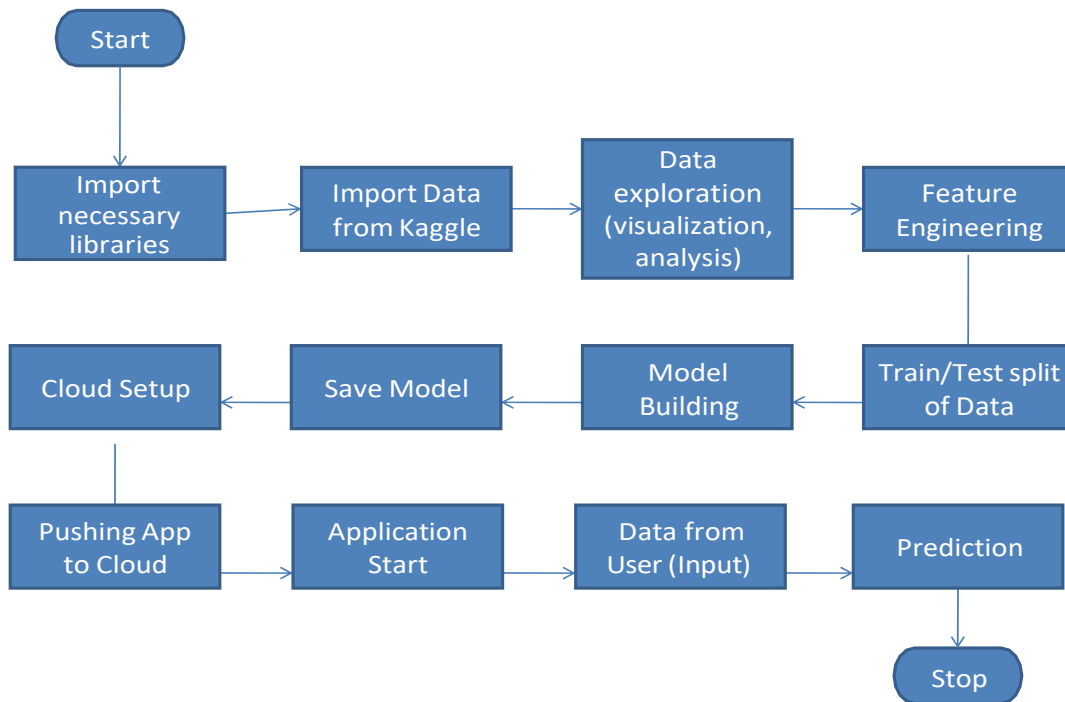 Start
Import
necessary
libraries
Import Data
from Kaggle
Data
exploration
(visualization,
analysis)
Feature
Engineering
Cloud Setup
Save Model
Model
Building
Train/Test split
of Data
Pushing App
to Cloud
Application
Start
Data from
User (Input)
Prediction
Stop